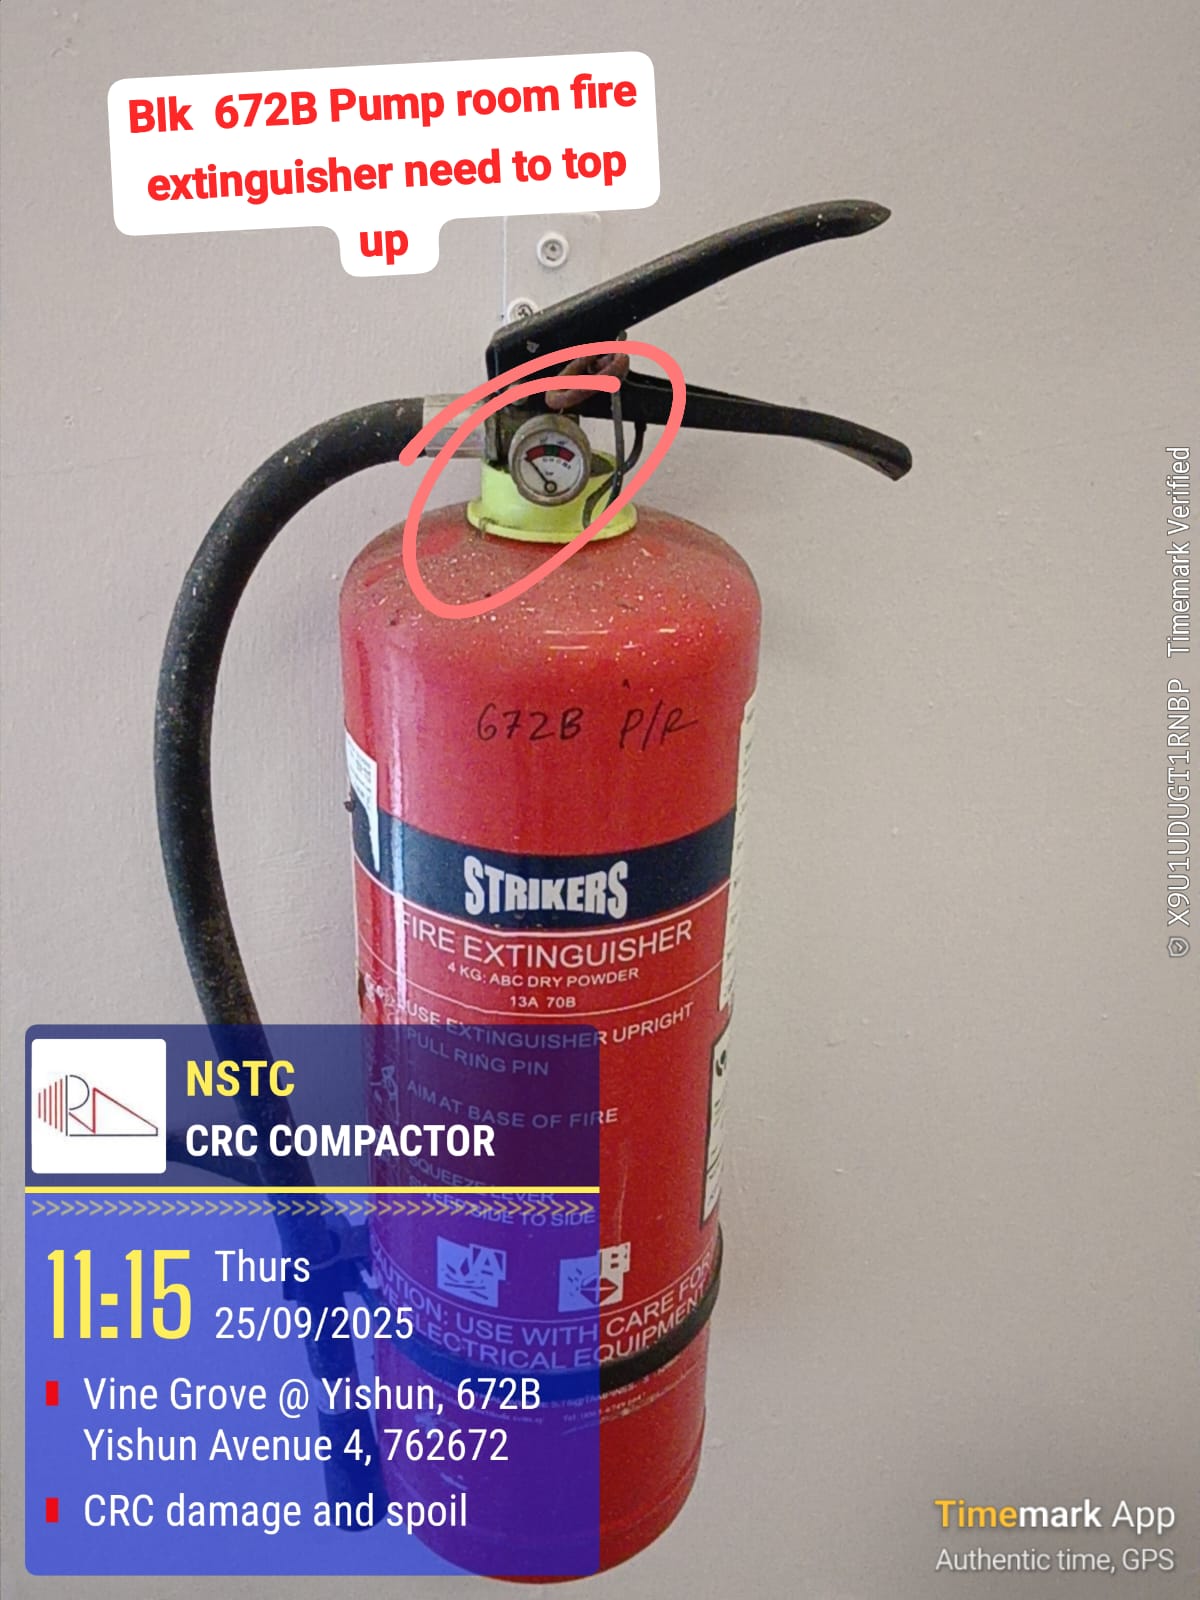 Blk 672B Pump room fire
extinguisher need to top
up
672B P/R
STRIKERS
FIRE EXTINGUISHER
4 KG: ABC DRY POWDER
13A 70B
USE EXTINGUISHER UPRIGHT
PULL RING PIN
AIM AT BASE OF FIRE
SQUEEZE LEVER
SWEEP SIDE TO SIDE
A
B
CAUTION: USE WITH CARE FOR
LIVE ELECTRICAL EQUIPMENT
NSTC
CRC COMPACTOR
>>>>>>>>>>>>>>>>>>>>>>>>>>>>>>>>>>>>>>>
11:15
Thurs
25/09/2025
Vine Grove @ Yishun, 672B
Yishun Avenue 4, 762672
CRC damage and spoil
X9U1UDUGT1RNBP Timemark Verified
Timemark App
Authentic time, GPS